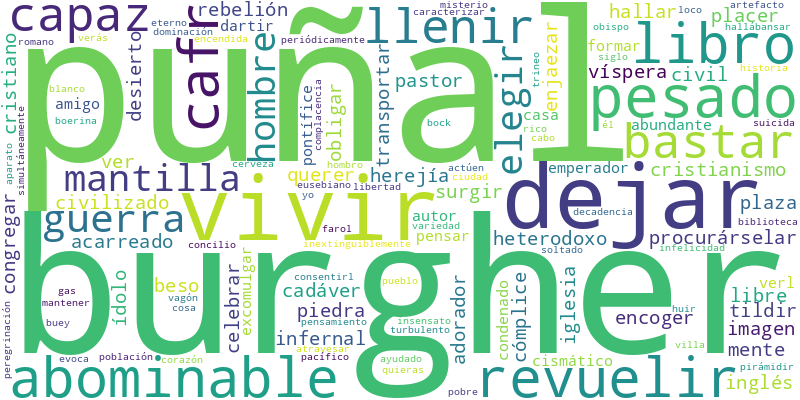 capaz
rebelión
dartir
eterno
dominación
misterio
caracterizar
loco
artefacto
romano
verás
encendida
periódicamente
llenir
hallar
placer
hallábansar
obispo
puñal
cafr
hombre
libro
cristiano
desierto
pastor
elegir
formar
siglo
enjaezar
víspera
civil
historia
blanco
amigo
boerina
transportar
pontífice
complacencia
trineo
pesado
suicida
aparato
simultáneamente
obligar
bock
casa
rico
cabo
él
abundante
bastar
ver
cerveza
hombro
actúen
herejía
emperador
cristianismo
mantilla
querer
eusebiano
libertad
ciudad
yo
surgir
civilizado
vivir
dejar
congregar
guerra
farol
autor
variedad
decadencia
plaza
biblioteca
pensar
acarreado
concilio
inextinguiblemente
heterodoxo
procurárselar
infelicidad
burgher
gas
mantener
ídolo
beso
vagón
cosa
buey
celebrar
excomulgar
consentirl
cadáver
pueblo
adorador
condenado
cómplice
iglesia
huir
libre
verl
tildir
piedra
pensamiento
insensato
turbulento
encoger
imagen
peregrinación
evoca
población
corazón
infernal
atravesar
pacífico
ayudado
quieras
cismático
villa
mente
pirámidir
abominable
pobre
revuelir
inglés